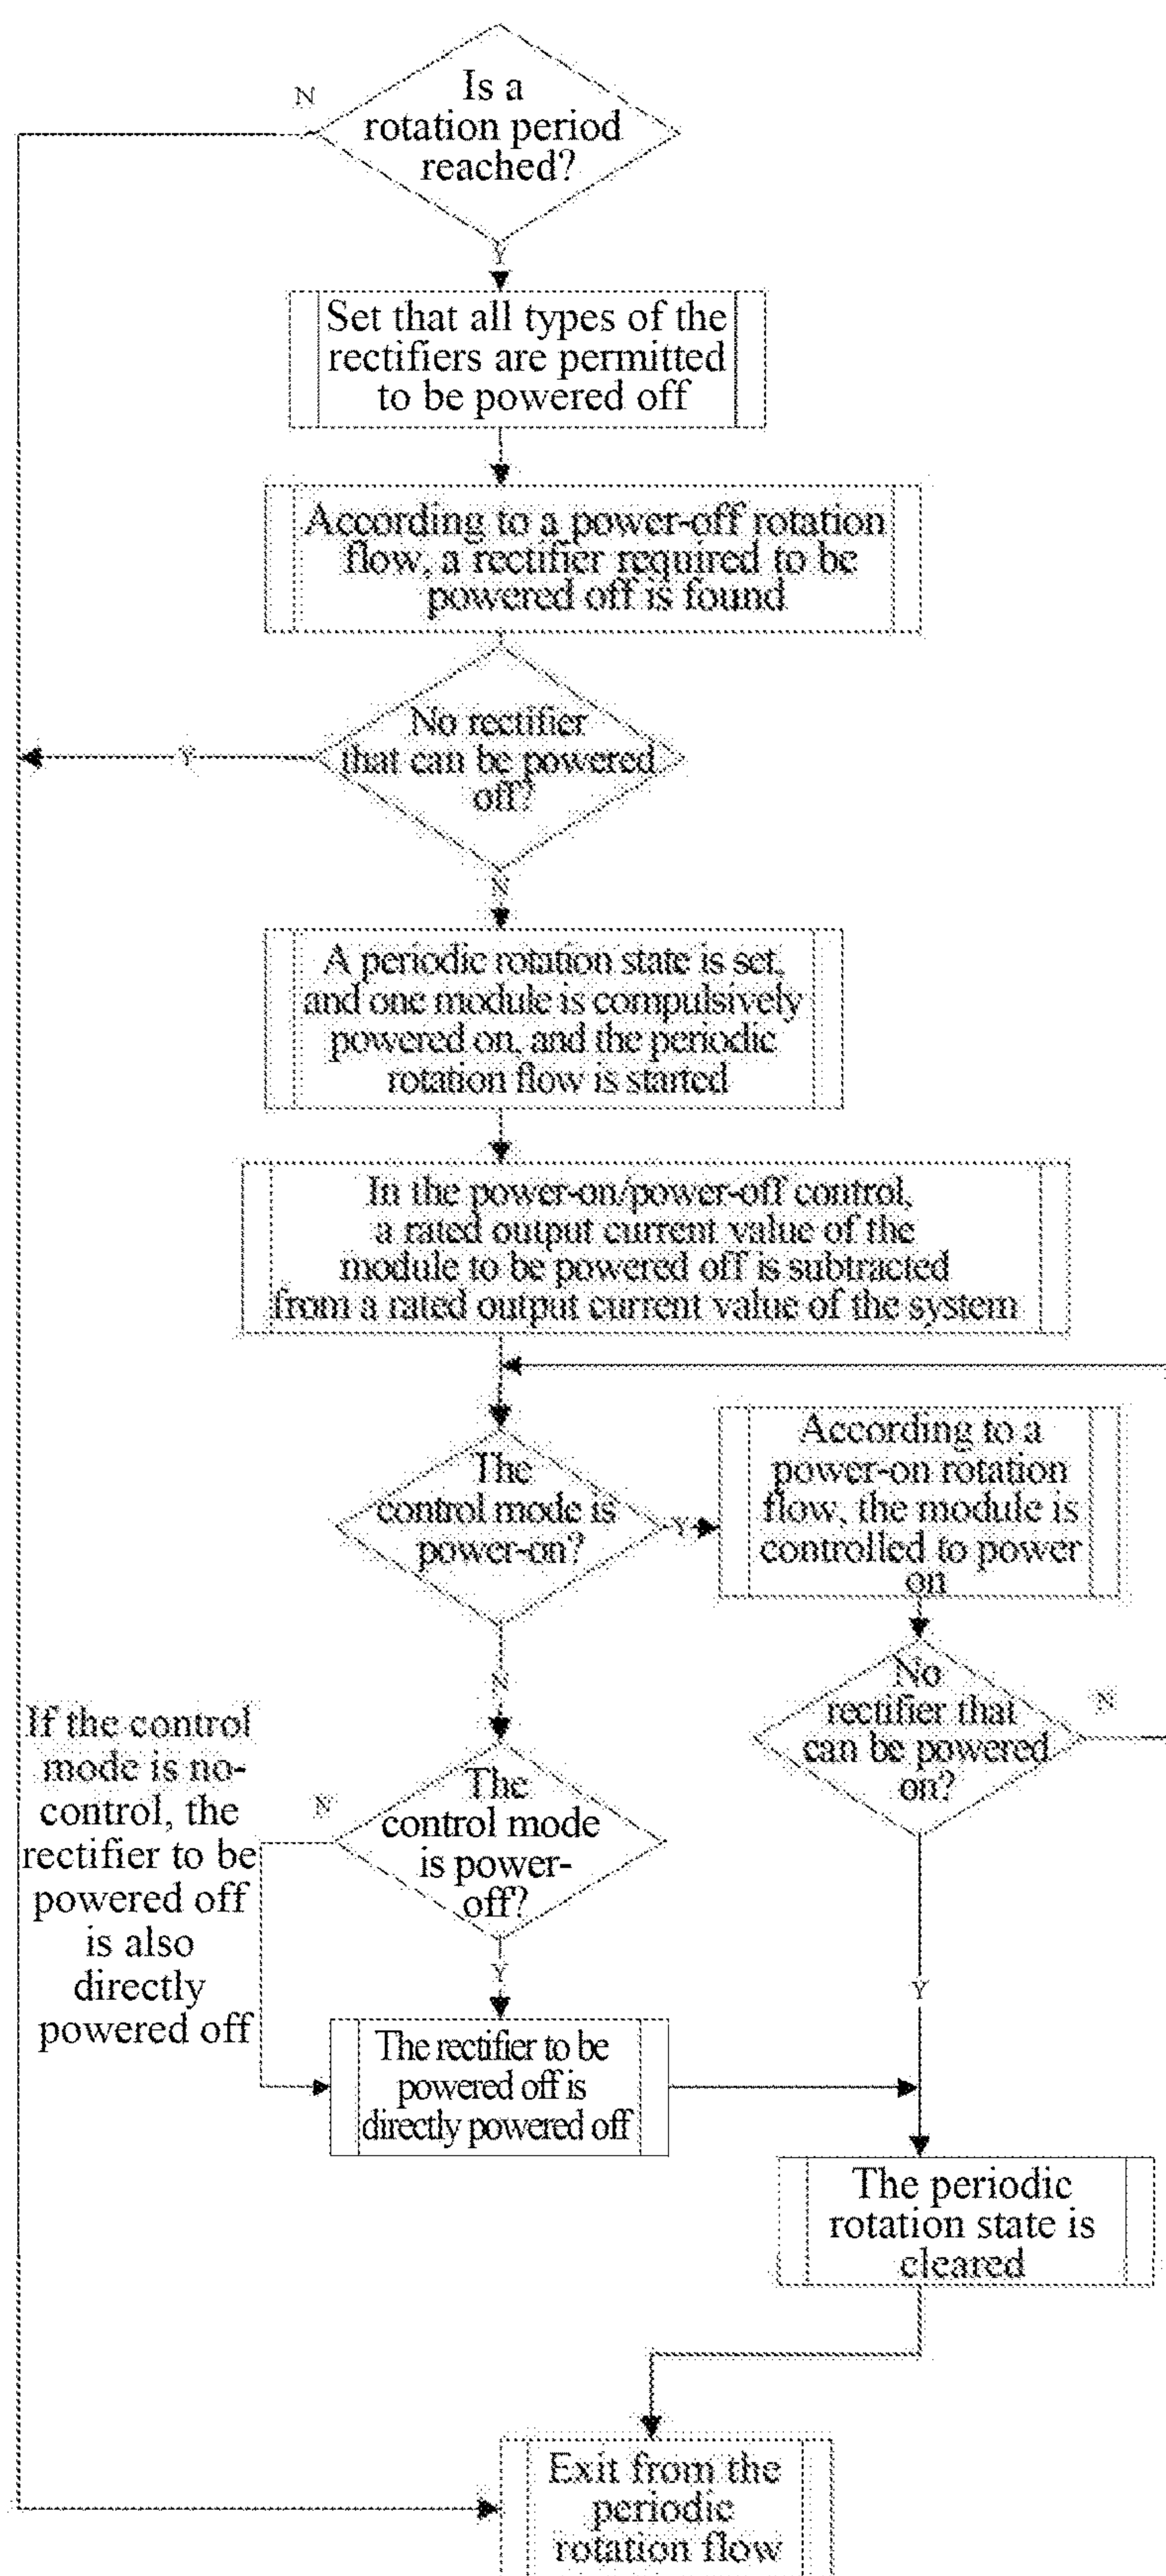 N
Is a
rotation period
reached?
Y
Set that all types of the
rectifiers are permitted
to be powered off
According to a power-off rotation
flow, a rectifier required to be
powered off is found
No rectifier
that can be powered
off?
Y
N
A periodic rotation state is set,
and one module is compulsively
powered on, and the periodic
rotation flow is started
In the power-on/power-off control,
a rated output current value of the
module to be powered off is subtracted
from a rated output current value of the system
The
control mode is
power-on?
Y
According to a
power-on rotation
flow, the module is
controlled to power
on
N
No
rectifier that
can be powered
on?
N
If the control
mode is no-
control, the
rectifier to be
powered off
is also
directly
powered off
N
The
control mode
is power-
off?
Y
Y
The rectifier to be
powered off is
directly powered off
The periodic
rotation state is
cleared
Exit from the
periodic
rotation flow